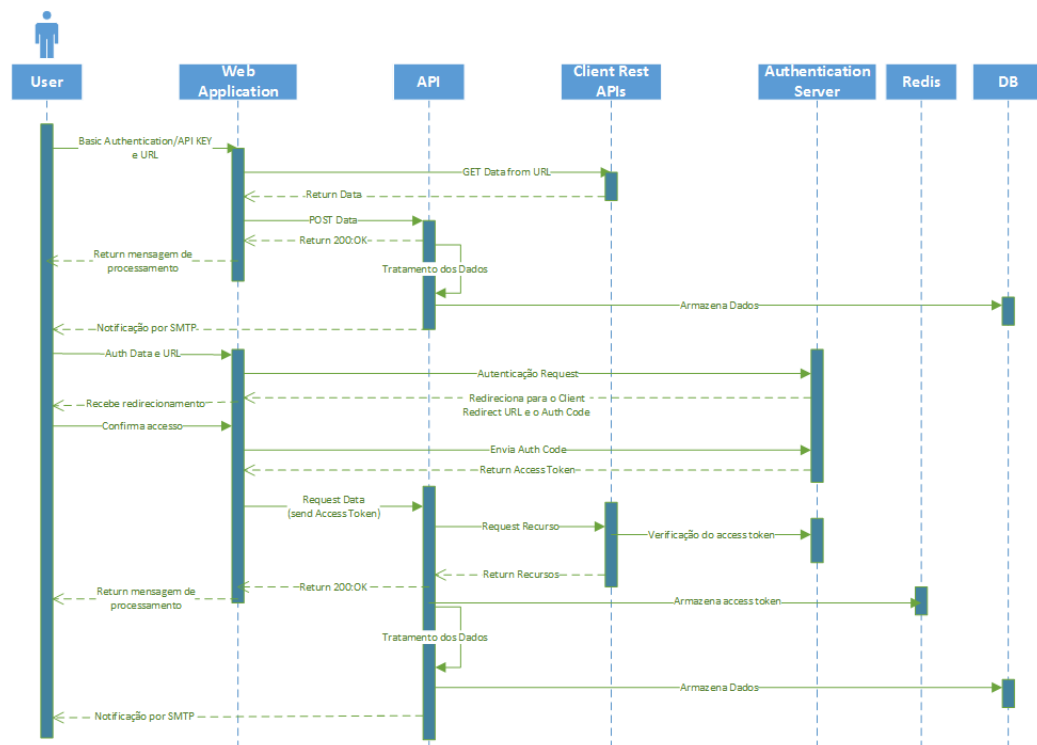 User
Web
Application
API
Client Rest
APIs
Authentication
Server
Redis
DB
Basic Authentication/API KEY
e URL
GET Data from URL
Return Data
POST Data
Return 200:OK
Return mensagem de
processamento
Tratamento dos Dados
Armazena Dados
Notificação por SMTP
Auth Data e URL
Autenticação Request
Redireciona para o Client
Redirect URL e o Auth Code
Recebe redirecionamento
Confirma accesso
Envia Auth Code
Return Access Token
Request Data
(send Access Token)
Request Recurso
Verificação do access token
Return Recursos
Return 200:OK
Return mensagem de
processamento
Armazena access token
Tratamento dos Dados
Armazena Dados
Notificação por SMTP